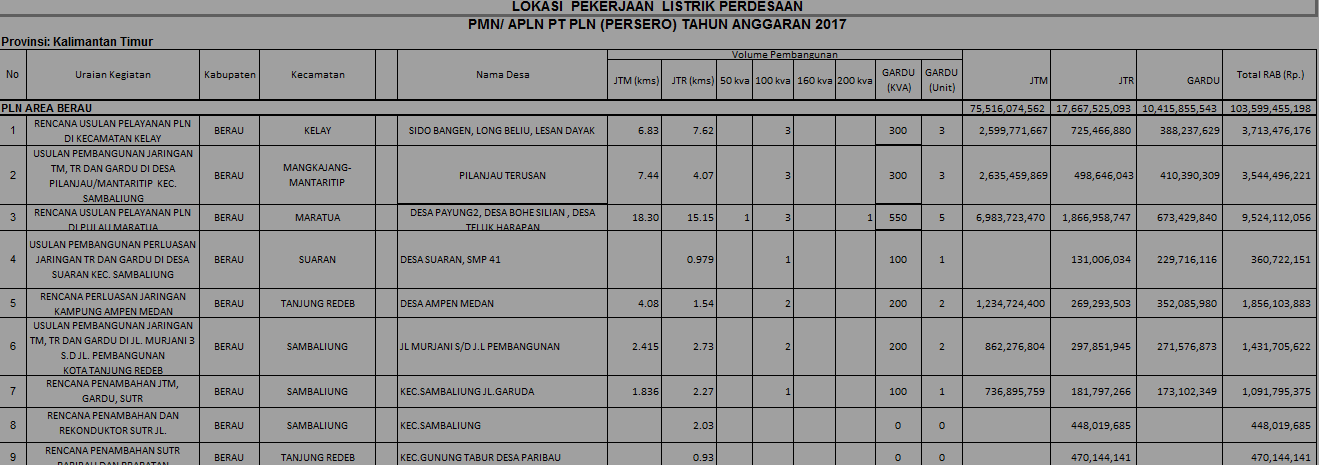 LOKASI PEKERJAAN LISTRIK PERDESAAN
PMN/ APLN PT PLN (PERSERO) TAHUN ANGGARAN 2017
Provinsi: Kalimantan Timur
No Uraian Kegiatan Kabupaten Kecamatan Nama Desa Volume Pembangunan JTM JTR GARDU Total RAB (Rp.)
JTM (kms) JTR (kms) 50 kva 100 kva 160 kva 200 kva GARDU (KVA) GARDU (Unit)
PLN AREA BERAU 75,516,074,562 17,667,525,093 10,415,855,543 103,599,455,198
1 RENCANA USULAN PELAYANAN PLN DI KECAMATAN KELAY BERAU KELAY SIDO BANGEN, LONG BELIU, LESAN DAYAK 6.83 7.62 3 300 3 2,599,771,667 725,466,880 388,237,629 3,713,476,176
2 USULAN PEMBANGUNAN JARINGAN TM, TR DAN GARDU DI DESA PILANJAU/MANTARITIP KEC. SAMBALIUNG BERAU MANGKAJANG-MANTARITIP PILANJAU TERUSAN 7.44 4.07 3 300 3 2,635,459,869 498,646,043 410,390,309 3,544,496,221
3 RENCANA USULAN PELAYANAN PLN DI PULAU MARATUA BERAU MARATUA DESA PAYUNG2, DESA BOHE SILIAN , DESA TELUK HARAPAN 18.30 15.15 1 3 1 550 5 6,983,723,470 1,866,958,747 673,429,840 9,524,112,056
4 USULAN PEMBANGUNAN PERLUASAN JARINGAN TR DAN GARDU DI DESA SUARAN KEC. SAMBALIUNG BERAU SUARAN DESA SUARAN, SMP 41 0.979 1 100 1 131,006,034 229,716,116 360,722,151
5 RENCANA PERLUASAN JARINGAN KAMPUNG AMPEN MEDAN BERAU TANJUNG REDEB DESA AMPEN MEDAN 4.08 1.54 2 200 2 1,234,724,400 269,293,503 352,085,980 1,856,103,883
6 USULAN PEMBANGUNAN JARINGAN TM, TR DAN GARDU DI JL. MURJANI 3 S.D JL. PEMBANGUNAN KOTA TANJUNG REDEB BERAU SAMBALIUNG JL MURJANI S/D J.L PEMBANGUNAN 2.415 2.73 2 200 2 862,276,804 297,851,945 271,576,873 1,431,705,622
7 RENCANA PENAMBAHAN JTM, GARDU, SUTR BERAU SAMBALIUNG KEC.SAMBALIUNG JL.GARUDA 1.836 2.27 1 100 1 736,895,759 181,797,266 173,102,349 1,091,795,375
8 RENCANA PENAMBAHAN DAN REKONDUKTOR SUTR JL. BERAU SAMBALIUNG KEC.SAMBALIUNG 2.03 0 0 448,019,685 448,019,685
9 RENCANA PENAMBAHAN SUTR BERAU TANJUNG REDEB KEC.GUNUNG TABUR DESA PARIBAU 0.93 0 0 470,144,141 470,144,141